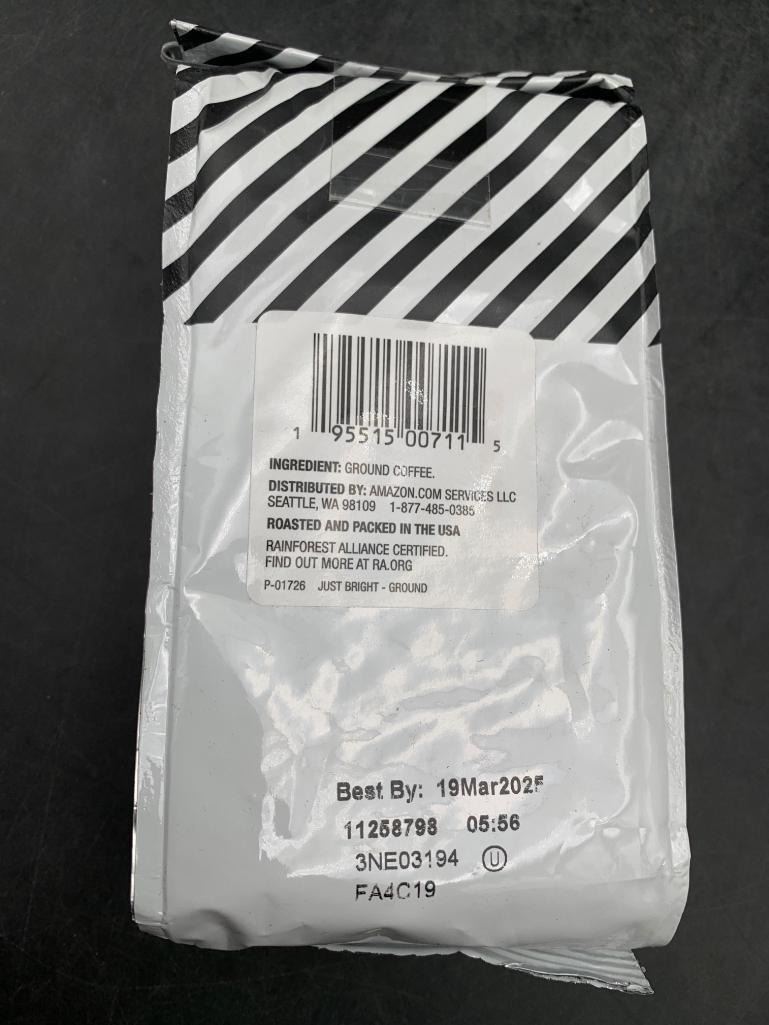 1 95515 00711 5
INGREDIENT: GROUND COFFEE.
DISTRIBUTED BY: AMAZON.COM SERVICES LLC
SEATTLE, WA 98109 1-877-485-0385
ROASTED AND PACKED IN THE USA
RAINFOREST ALLIANCE CERTIFIED.
FIND OUT MORE AT RA.ORG
P-01726 JUST BRIGHT - GROUND
Best By: 19Mar2025
11258798 05:56
3NE03194 U
FA4C19